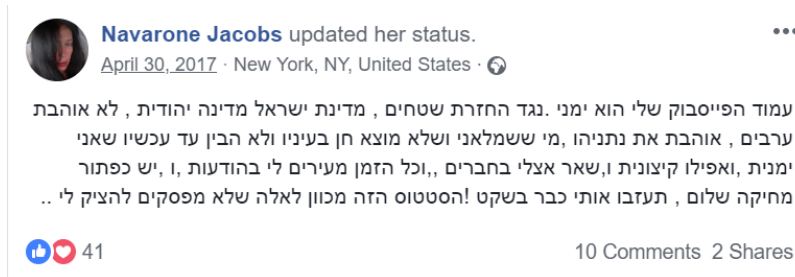 Navarone Jacobs updated her status.
April 30, 2017 · New York, NY, United States ·
עמוד הפייסבוק שלי הוא ימני .נגד החזרת שטחים , מדינת ישראל מדינה יהודית , לא אוהבת
ערבים , אוהבת את נתניהו ,מי ששמלאני ושלא מוצא חן בעיניו ולא הבין עד עכשיו שאני
ימנית ,ואפילו קיצונית ו,שאר אצלי בחברים ,,וכל הזמן מעירים לי בהודעות ,ו ,יש כפתור
מחיקה שלום , תעזבו אותי כבר בשקט !הסטטוס הזה מכוון לאלה שלא מפסקים להציק לי ..
41
10 Comments 2 Shares